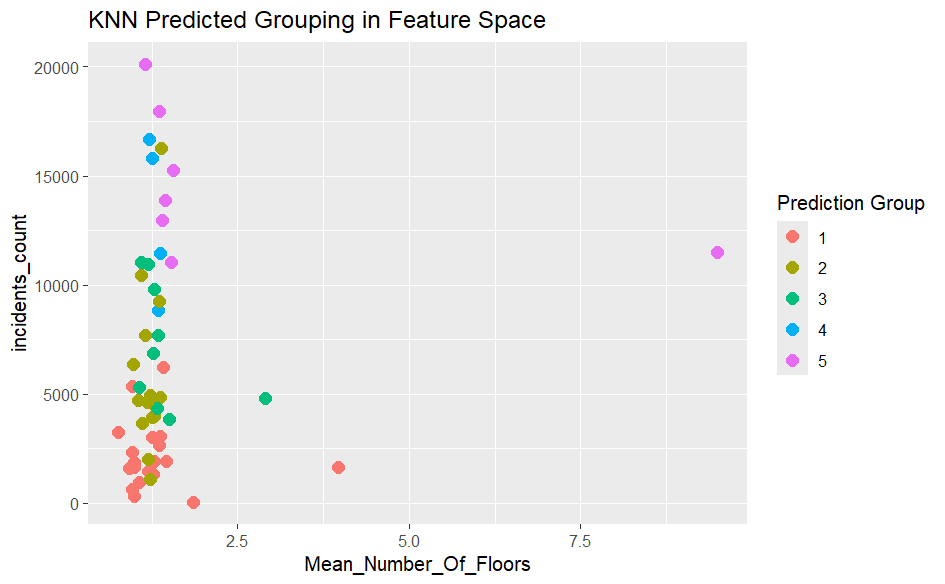 KNN Predicted Grouping in Feature Space
20000
15000
10000
5000
0
incidents_count
2.5 5.0 7.5
Mean_Number_Of_Floors
Prediction Group
1
2
3
4
5